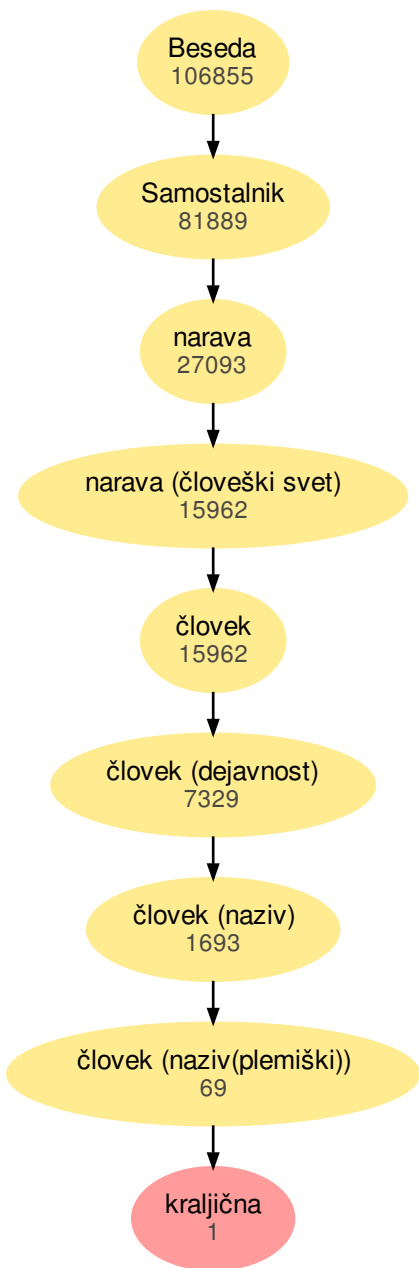 Beseda
106855
Samostalnik
81889
narava
27093
narava (človeški svet)
15962
človek
15962
človek (dejavnost)
7329
človek (naziv)
1693
človek (naziv(plemiški))
69
kraljična
1